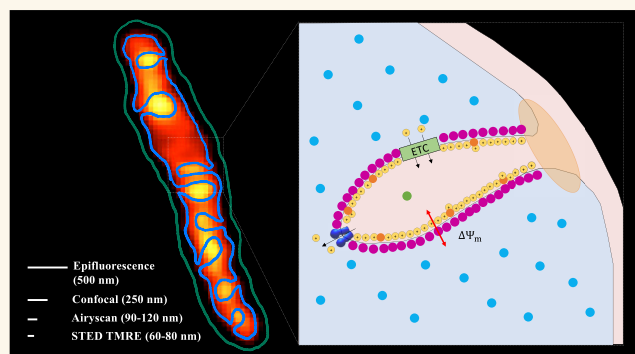 ETC
ΔΨm
Epifluorescence
(500 nm)
Confocal (250 nm)
Airyscan (90-120 nm)
STED TMRE (60-80 nm)